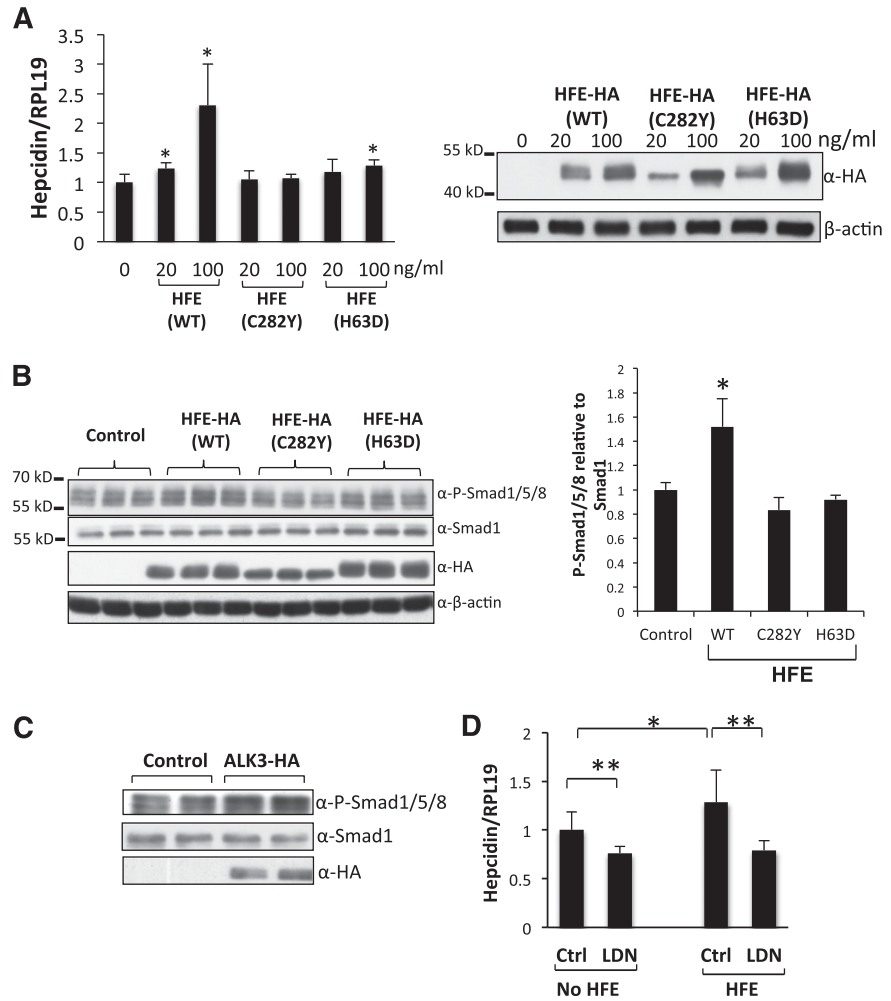 A
3.5
3
2.5
2
1.5
1
0.5
0
Hepcidin/RPL19
*
*
*
0 20 100 20 100 20 100 ng/ml
HFE (WT)
HFE (C282Y)
HFE (H63D)
HFE-HA (WT)
HFE-HA (C282Y)
HFE-HA (H63D)
0 20 100 20 100 20 100 ng/ml
55 kD
40 kD
α-HA
β-actin
B
Control
HFE-HA (WT)
HFE-HA (C282Y)
HFE-HA (H63D)
70 kD
55 kD
55 kD
α-P-Smad1/5/8
α-Smad1
α-HA
α-β-actin
P-Smad1/5/8 relative to
Smad1
2
1.8
1.6
1.4
1.2
1
0.8
0.6
0.4
0.2
0
*
Control WT C282Y H63D
HFE
C
Control ALK3-HA
α-P-Smad1/5/8
α-Smad1
α-HA
D
Hepcidin/RPL19
2
1.5
1
0.5
0
*
**
**
Ctrl LDN Ctrl LDN
No HFE HFE